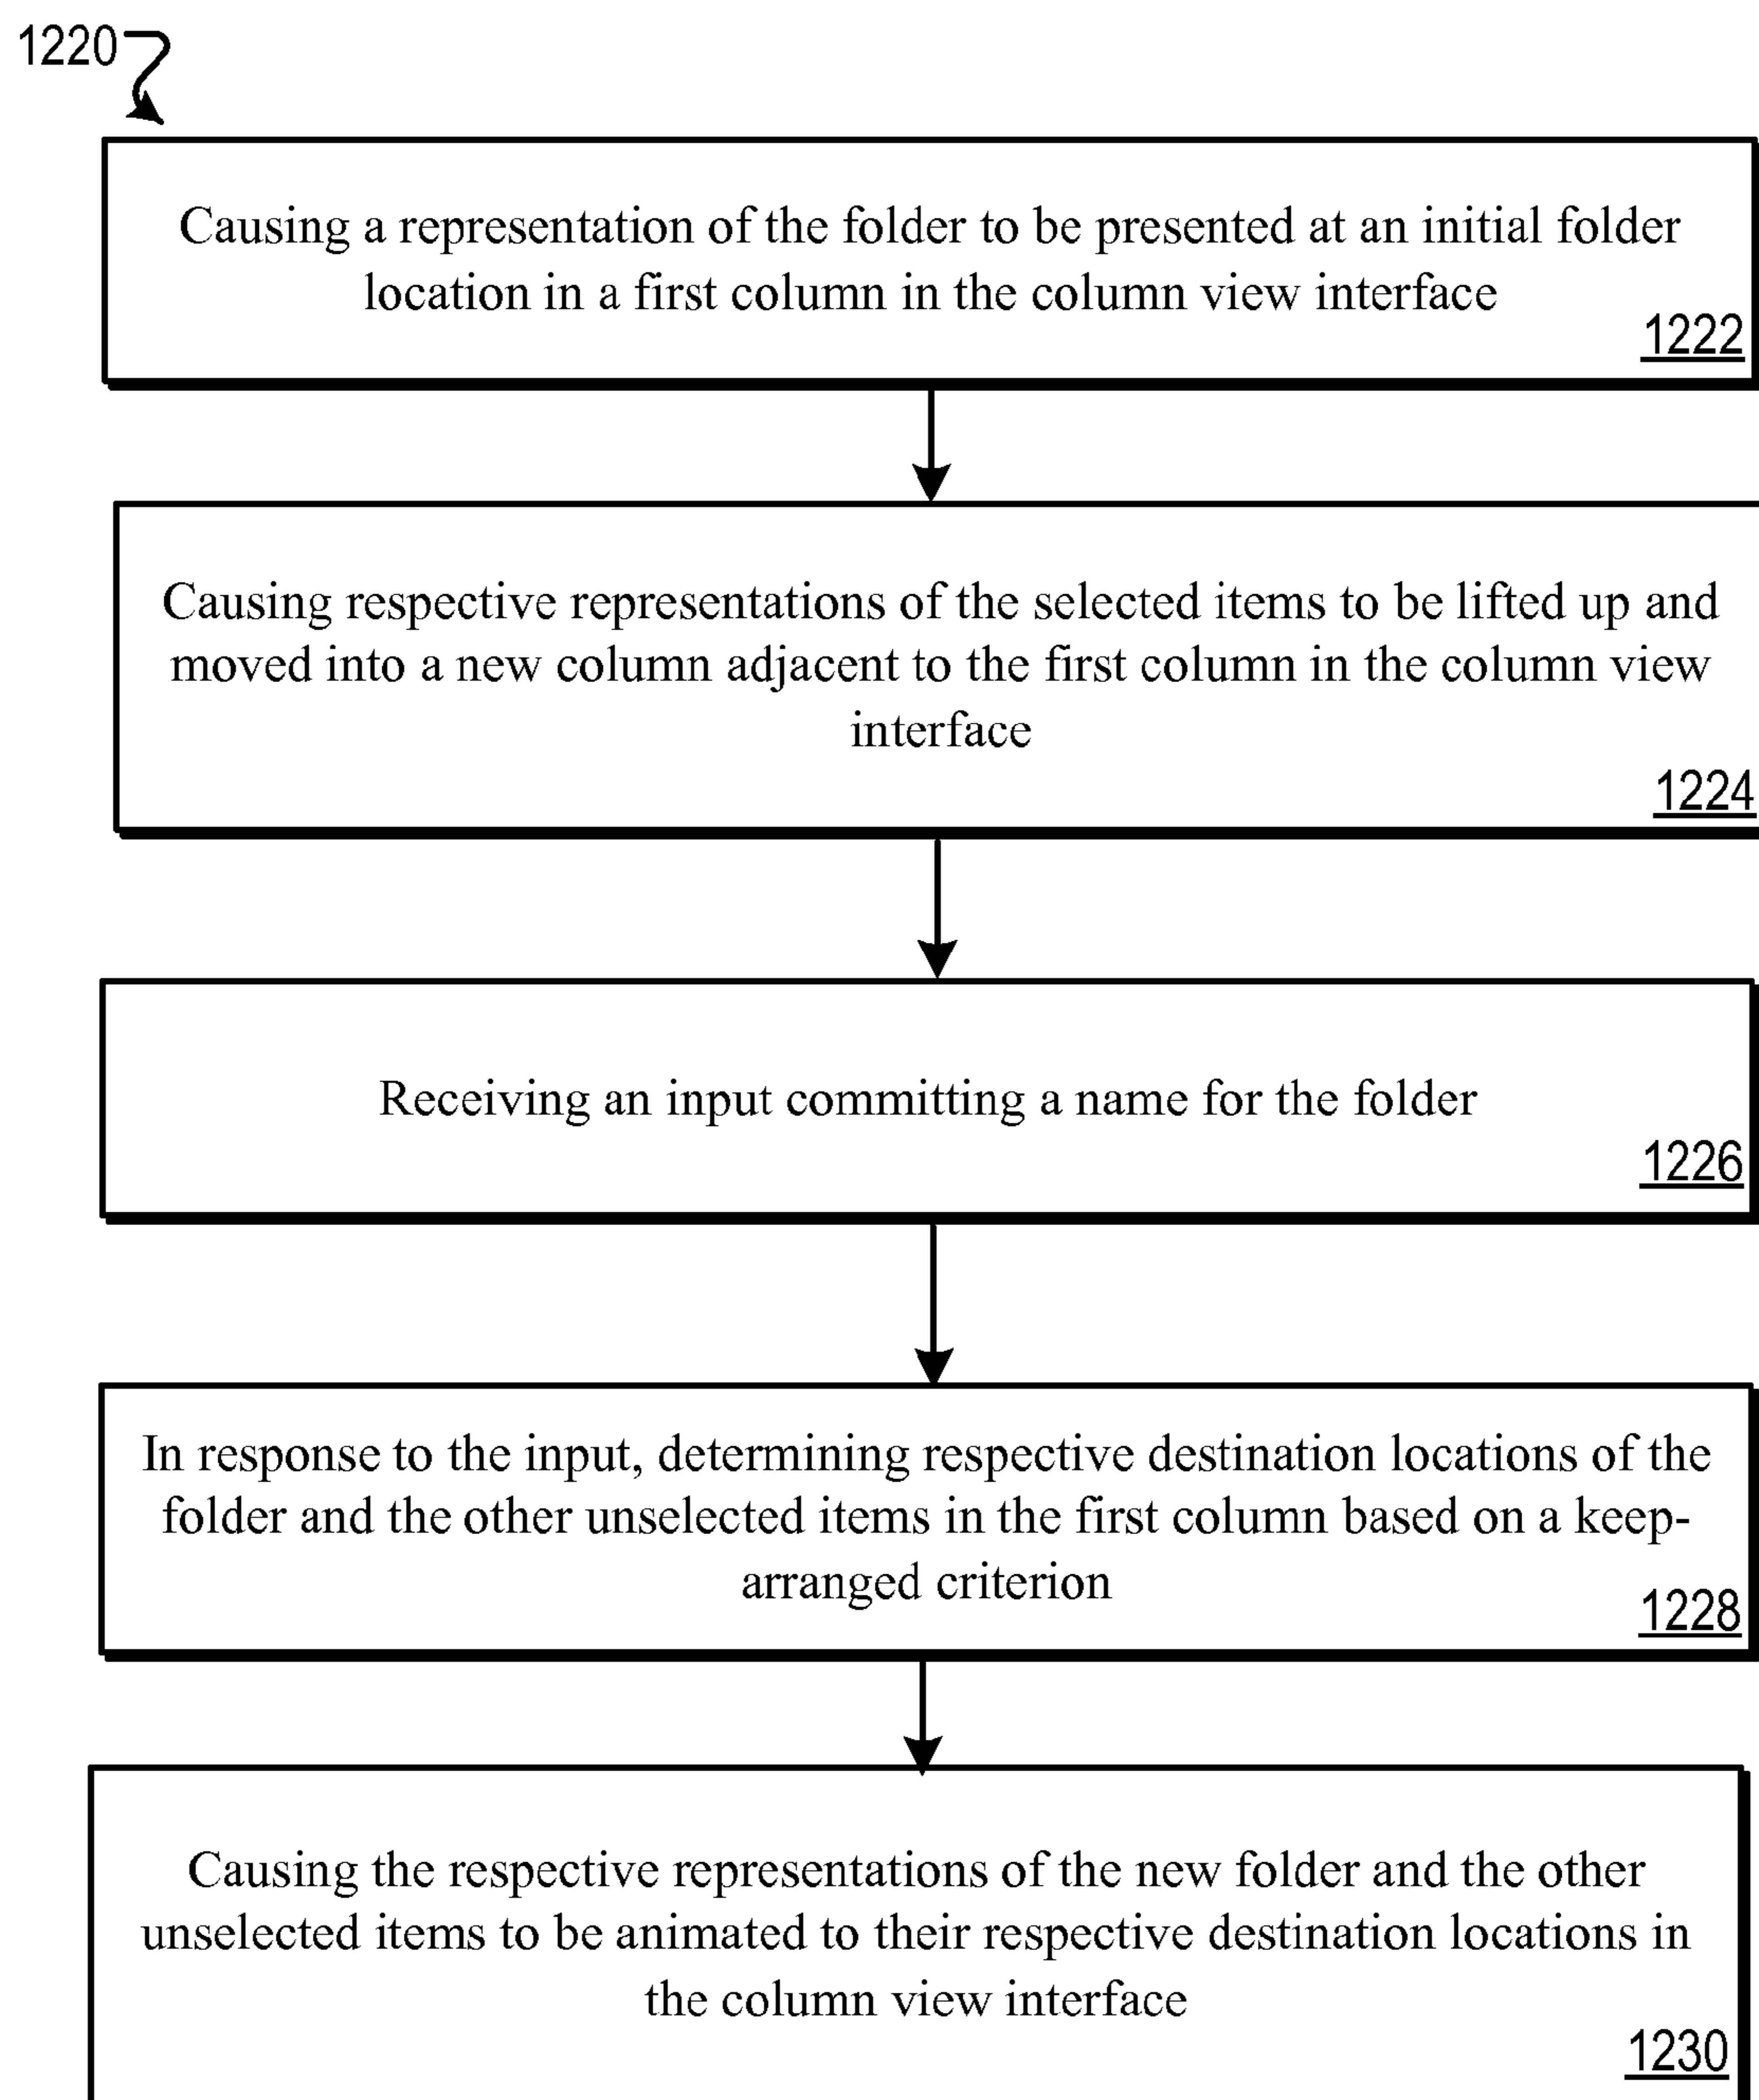 1220
Causing a representation of the folder to be presented at an initial folder
location in a first column in the column view interface
1222
Causing respective representations of the selected items to be lifted up and
moved into a new column adjacent to the first column in the column view
interface
1224
Receiving an input committing a name for the folder
1226
In response to the input, determining respective destination locations of the
folder and the other unselected items in the first column based on a keep-
arranged criterion
1228
Causing the respective representations of the new folder and the other
unselected items to be animated to their respective destination locations in
the column view interface
1230